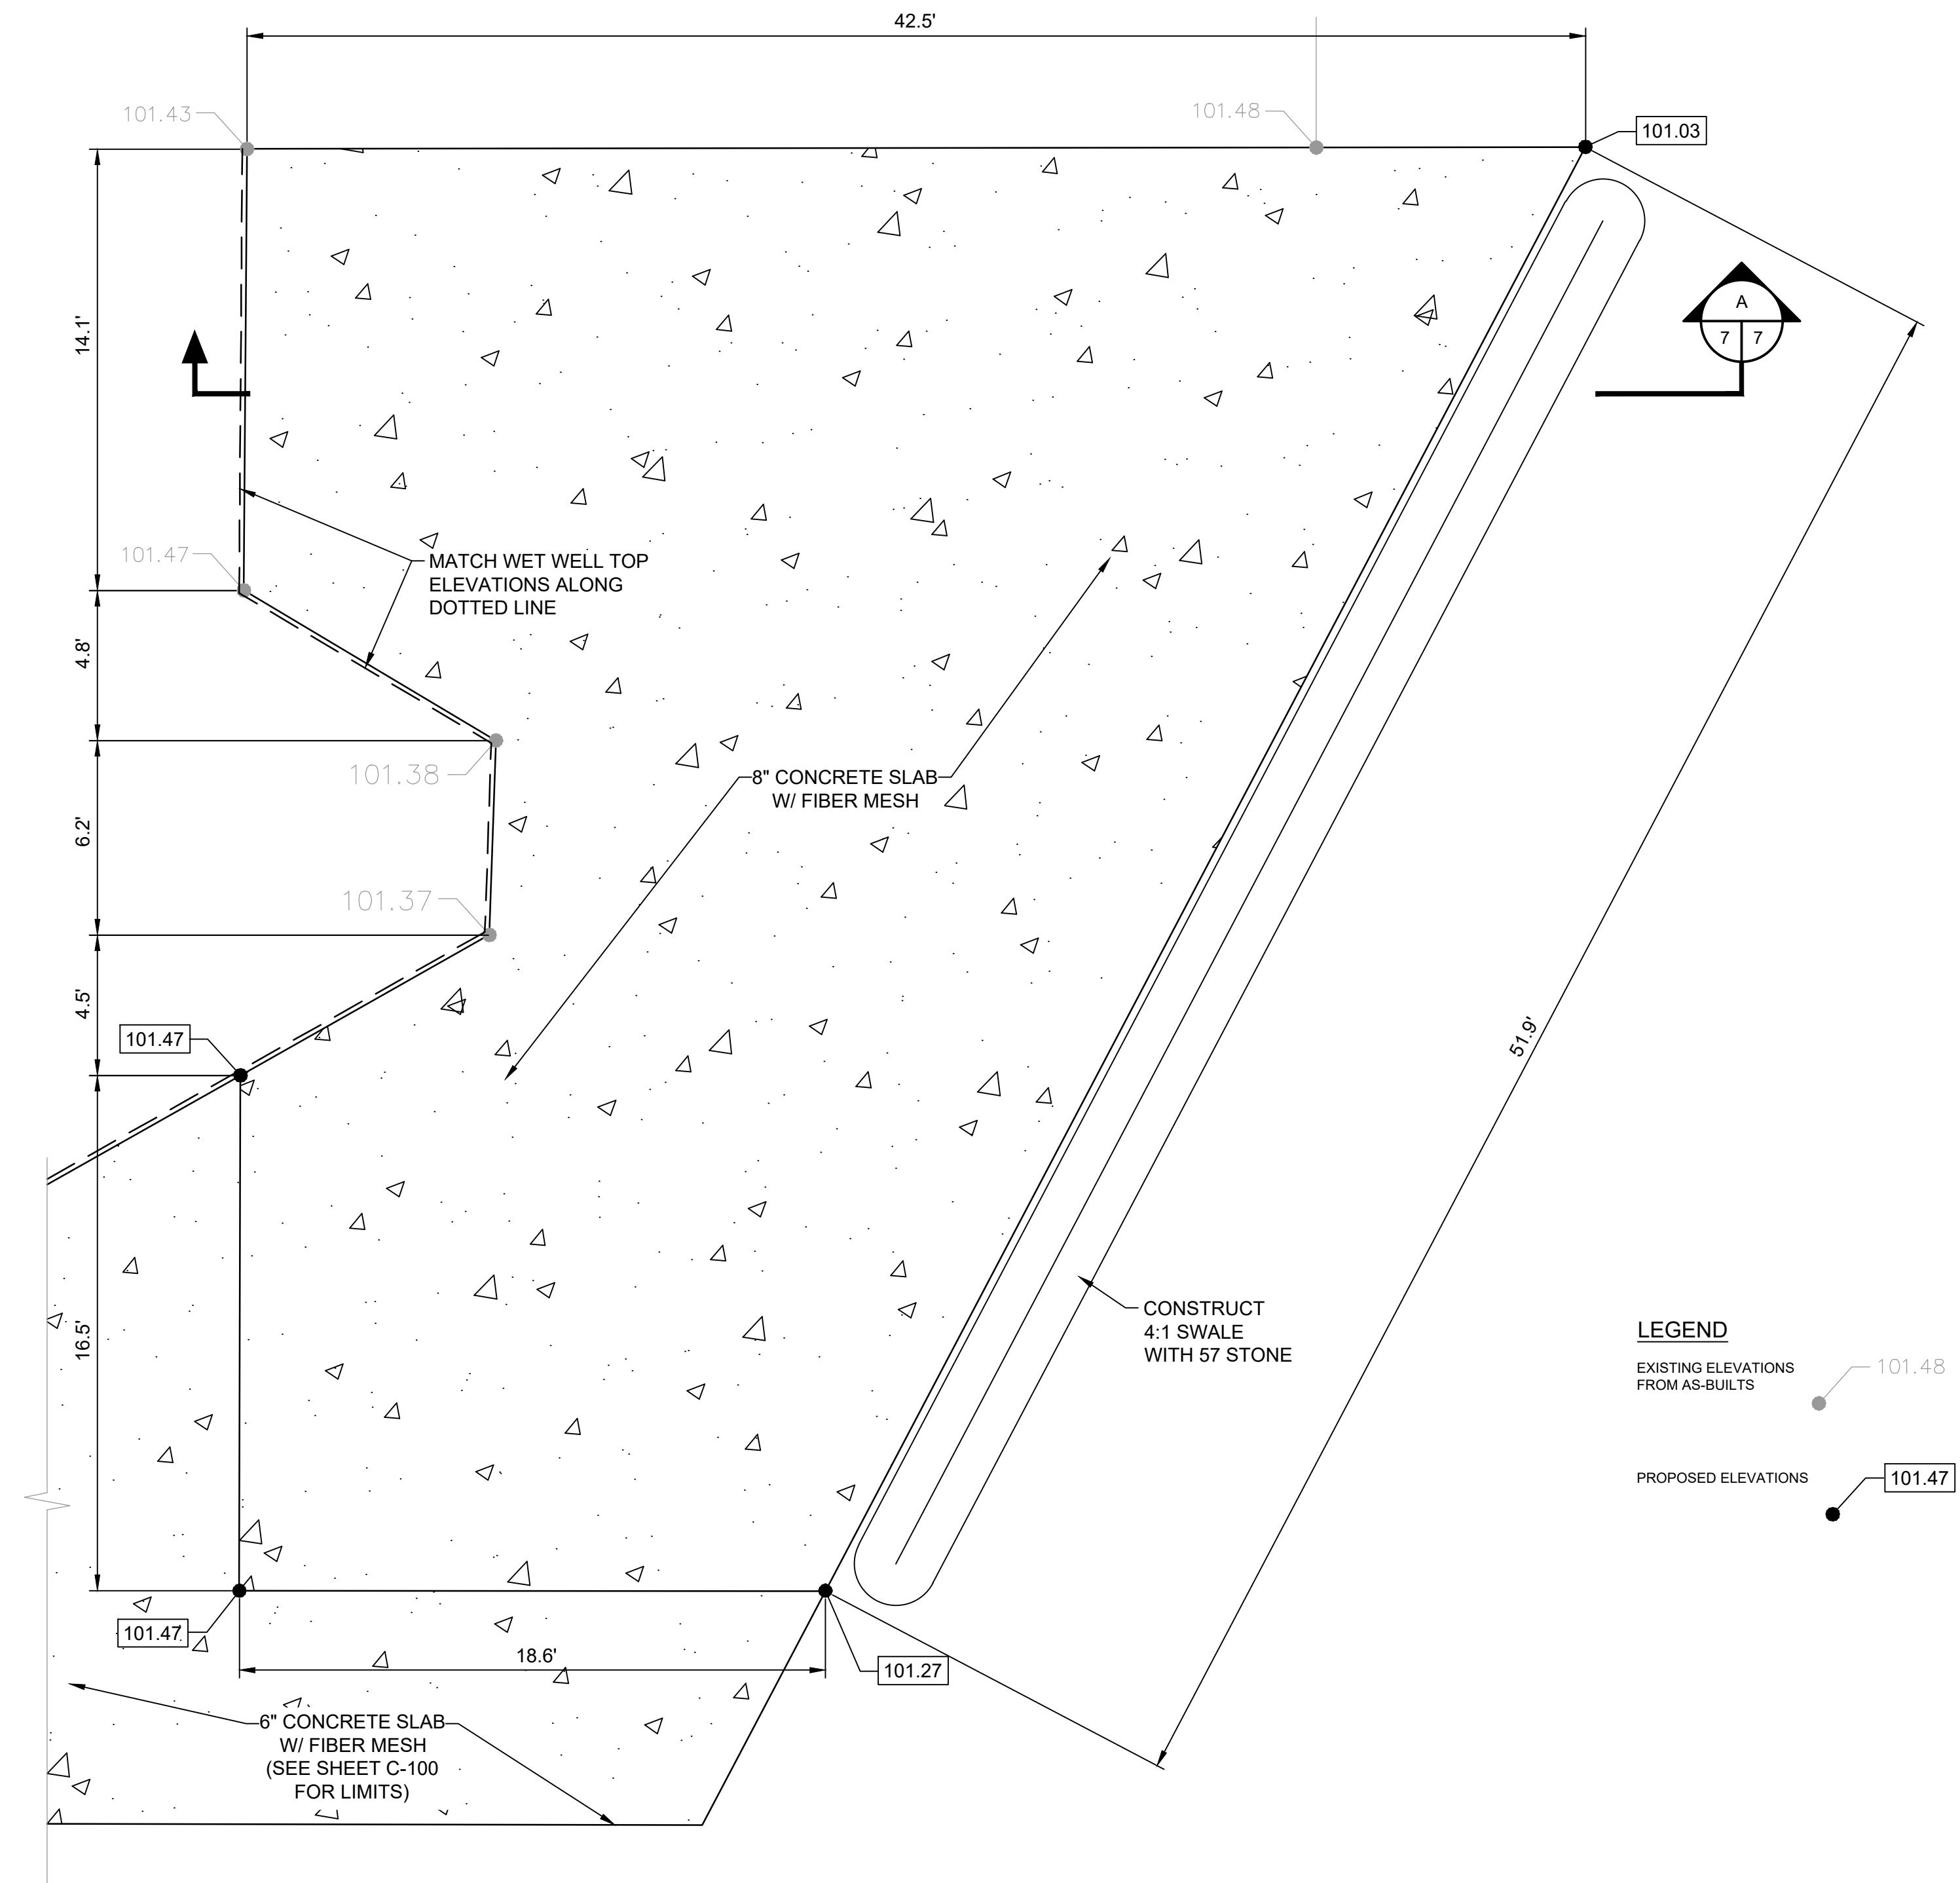 42.5'
101.43
101.48
101.03
A
7 7
14.1'
101.47
MATCH WET WELL TOP
ELEVATIONS ALONG
DOTTED LINE
4.8'
101.38
8" CONCRETE SLAB
W/ FIBER MESH
6.2'
101.37
4.5'
101.47
51.9'
16.5'
CONSTRUCT
4:1 SWALE
WITH 57 STONE
LEGEND
EXISTING ELEVATIONS
FROM AS-BUILTS
101.48
PROPOSED ELEVATIONS
101.47
101.47
18.6'
101.27
6" CONCRETE SLAB
W/ FIBER MESH
(SEE SHEET C-100
FOR LIMITS)